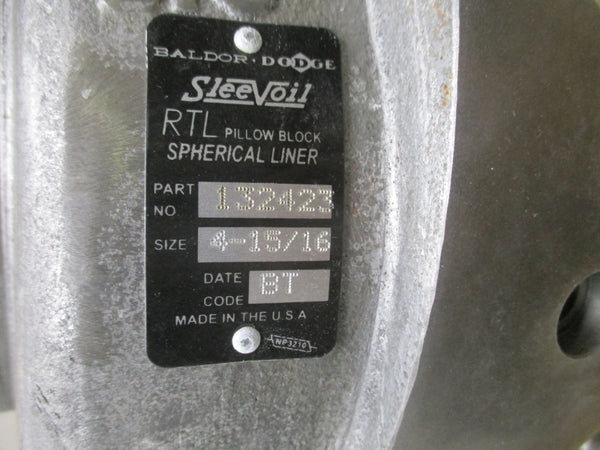 BALDOR · DODGE
SleeVoil
RTL PILLOW BLOCK
SPHERICAL LINER
PART NO. 132423
SIZE 4-15/16
DATE CODE BT
MADE IN THE U.S.A
NP3210